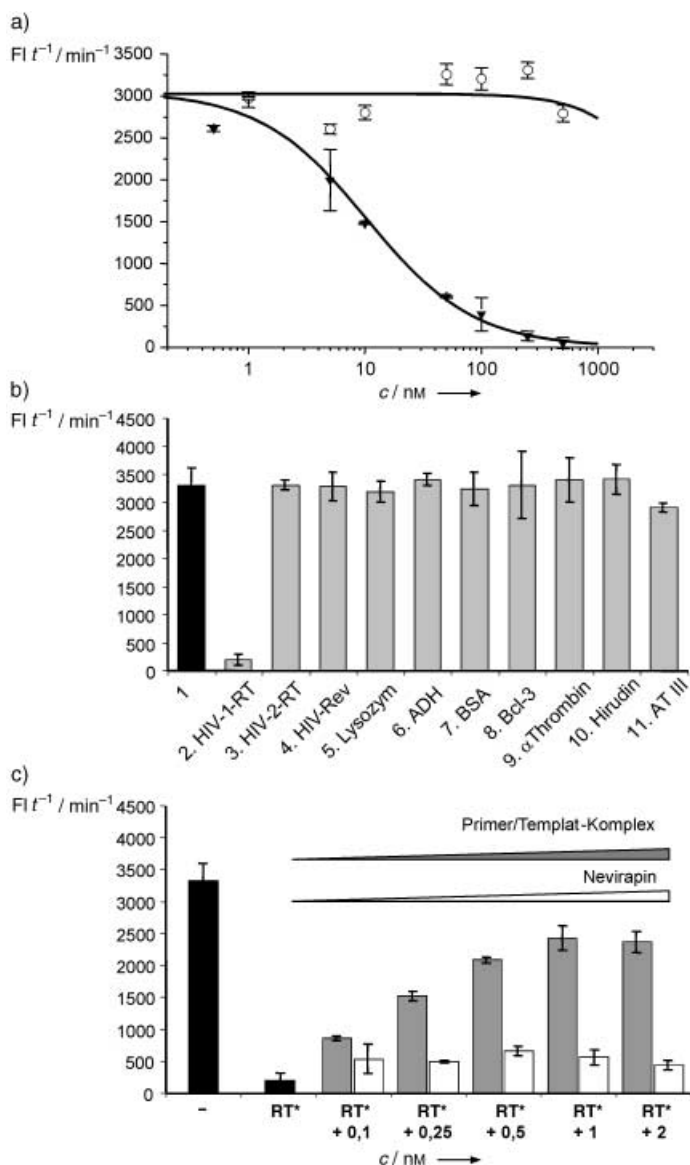 a)
Fl t⁻¹ / min⁻¹
3500
3000
2500
2000
1500
1000
500
0
1 10 100 1000
c / nM
b)
Fl t⁻¹ / min⁻¹
4500
4000
3500
3000
2500
2000
1500
1000
500
0
1
2. HIV-1-RT
3. HIV-2-RT
4. HIV-Rev
5. Lysozym
6. ADH
7. BSA
8. Bcl-3
9. αThrombin
10. Hirudin
11. AT III
c)
Fl t⁻¹ / min⁻¹
4500
4000
3500
3000
2500
2000
1500
1000
500
0
Primer/Templat-Komplex
Nevirapin
– RT* RT* RT* RT* RT* RT*
+ 0,1 + 0,25 + 0,5 + 1 + 2
c / nM